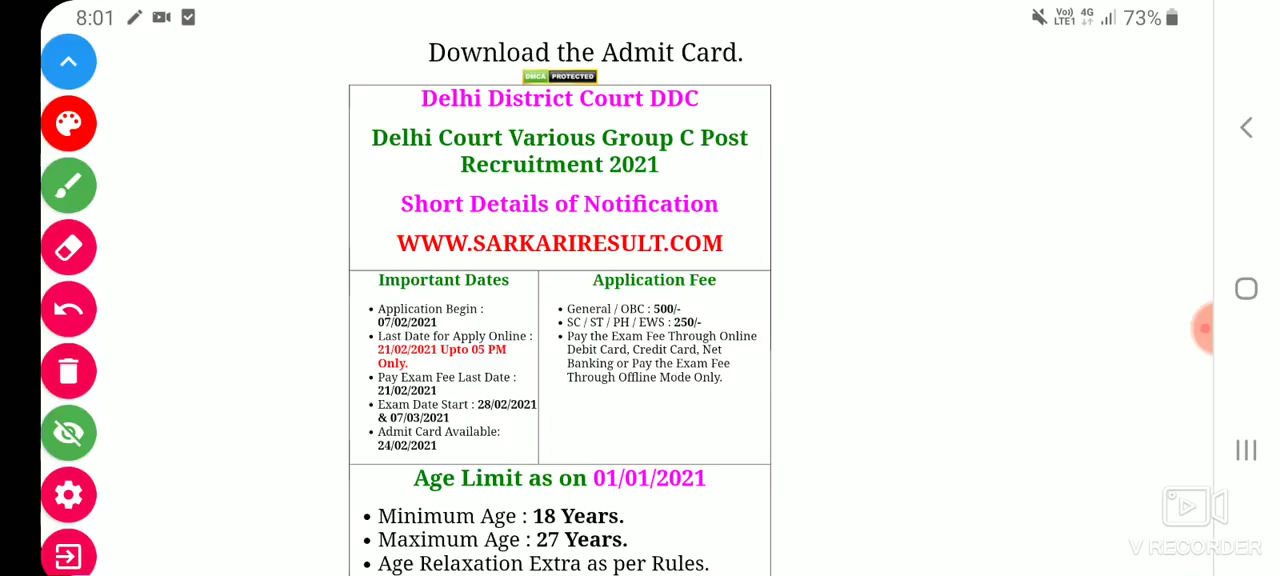 8:01
Vo)) 4G
LTE1
73%
Download the Admit Card.
DMCA PROTECTED
Delhi District Court DDC
Delhi Court Various Group C Post
Recruitment 2021
Short Details of Notification
WWW.SARKARIRESULT.COM
Important Dates
• Application Begin :
07/02/2021
• Last Date for Apply Online :
21/02/2021 Upto 05 PM
Only.
• Pay Exam Fee Last Date :
21/02/2021
• Exam Date Start : 28/02/2021
& 07/03/2021
• Admit Card Available:
24/02/2021
Application Fee
• General / OBC : 500/-
• SC / ST / PH / EWS : 250/-
• Pay the Exam Fee Through Online
Debit Card, Credit Card, Net
Banking or Pay the Exam Fee
Through Offline Mode Only.
Age Limit as on 01/01/2021
• Minimum Age : 18 Years.
• Maximum Age : 27 Years.
• Age Relaxation Extra as per Rules.
V RECORDER